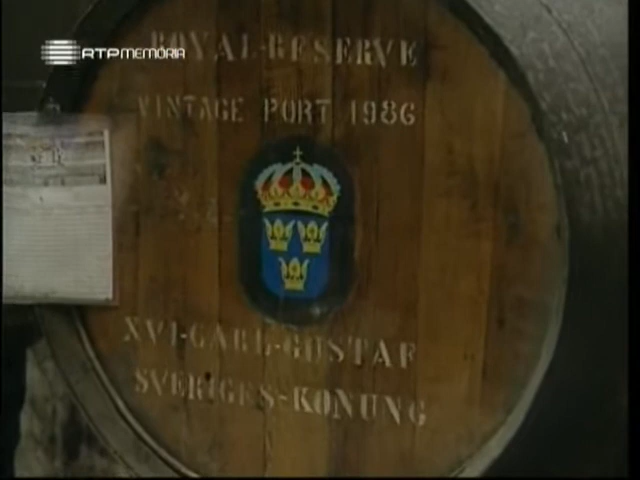 RTP MEMÓRIA
ROYAL-RESERVE
VINTAGE PORT 1986
XVI-CARL-GUSTAF
SVERIGES-KONUNG